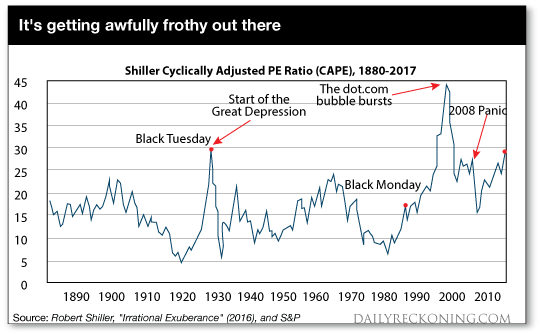 It's getting awfully frothy out there
Shiller Cyclically Adjusted PE Ratio (CAPE), 1880-2017
45
40
35
30
25
20
15
10
5
0
The dot.com
bubble bursts
Start of the
Great Depression
2008 Panic
Black Tuesday
Black Monday
1890 1900 1910 1920 1930 1940 1950 1960 1970 1980 1990 2000 2010
Source: Robert Shiller, "Irrational Exuberance" (2016), and S&P
DAILYRECKONING.COM